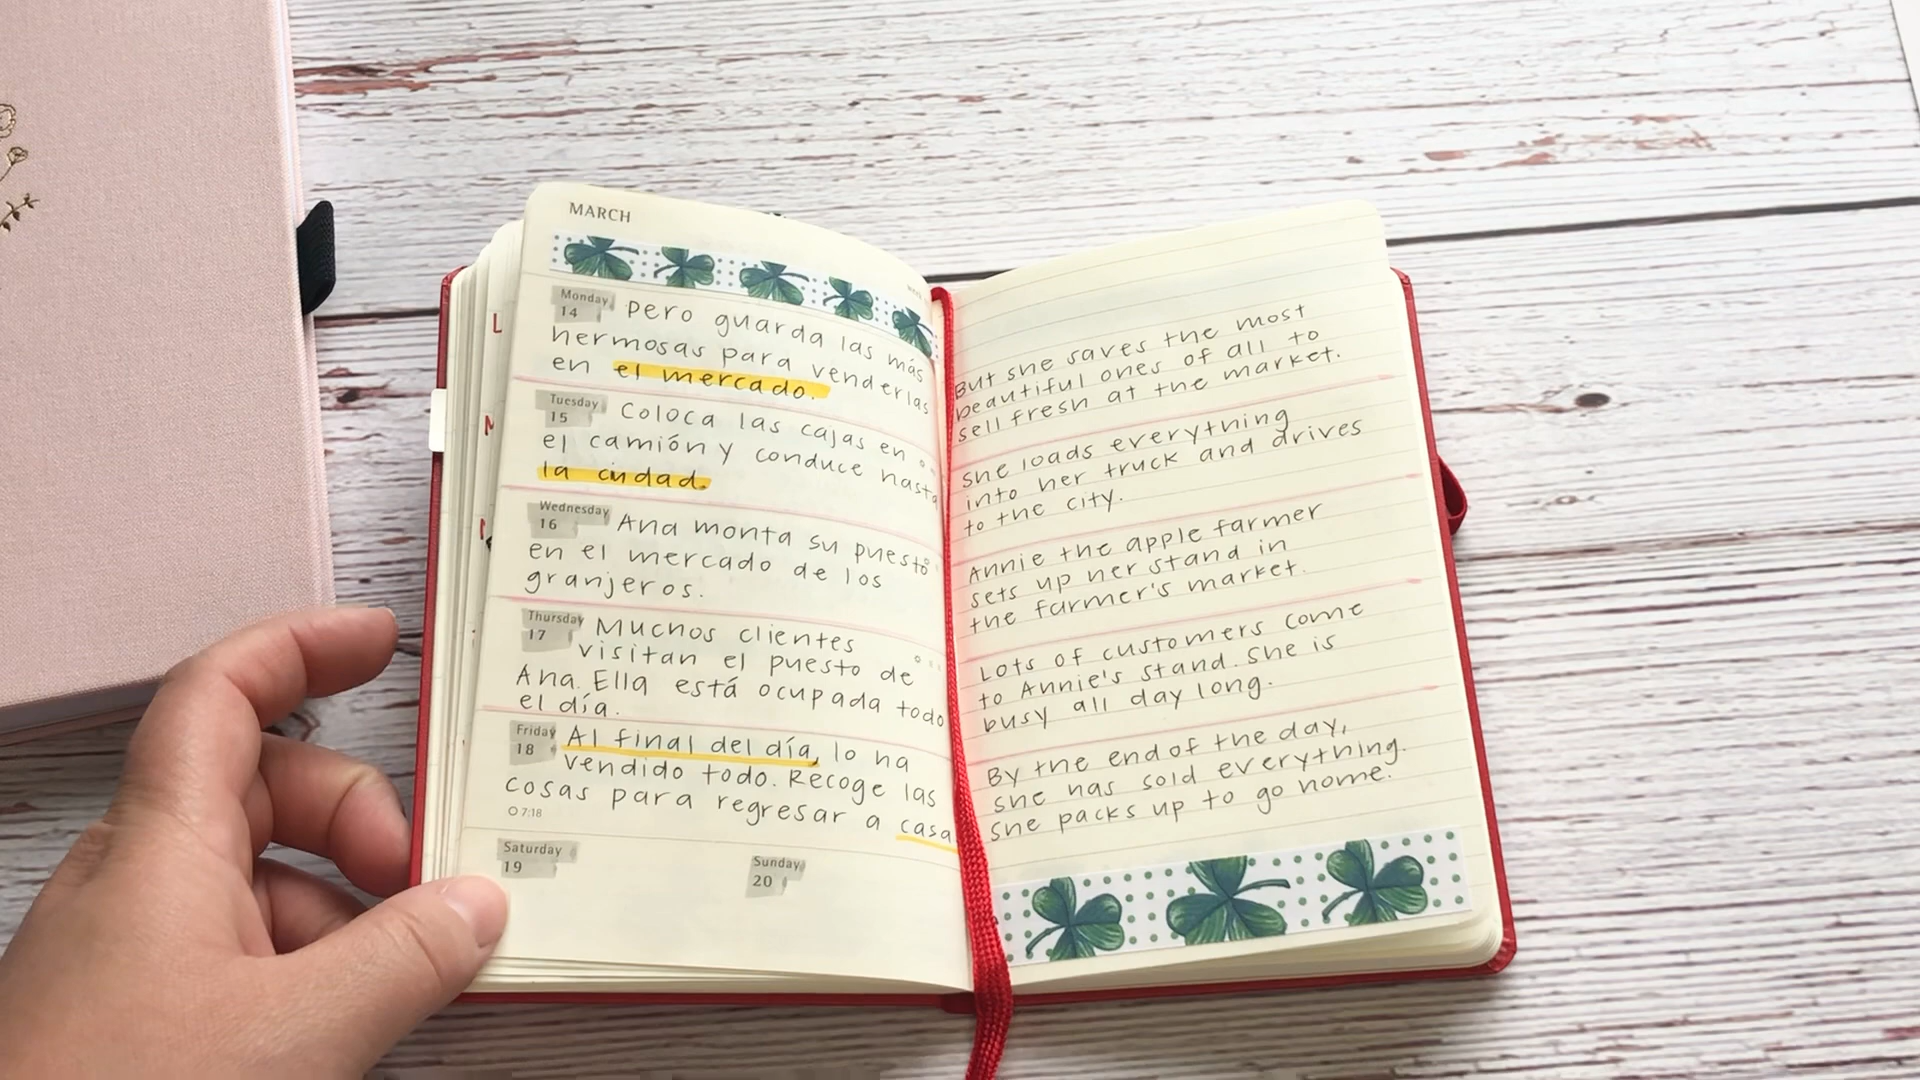 MARCH
Monday
14
pero guarda las más
hermosas para venderlas
en el mercado.
Tuesday
15
Coloca las cajas en
el camión y conduce hasta
la ciudad.
Wednesday
16
Ana monta su puesto
en el mercado de los
granjeros.
Thursday
17
Muchos clientes
visitan el puesto de
Ana. Ella está ocupada todo
el día.
Friday
18
Al final del día, lo ha
vendido todo. Recoge las
cosas para regresar a casa
7:18
Saturday
19
Sunday
20
But she saves the most
beautiful ones of all to
sell fresh at the market.
She loads everything
into her truck and drives
to the city.
Annie the apple farmer
sets up her stand in
the farmer's market.
Lots of customers come
to Annie's stand. She is
busy all day long.
By the end of the day,
she has sold everything.
She packs up to go home.